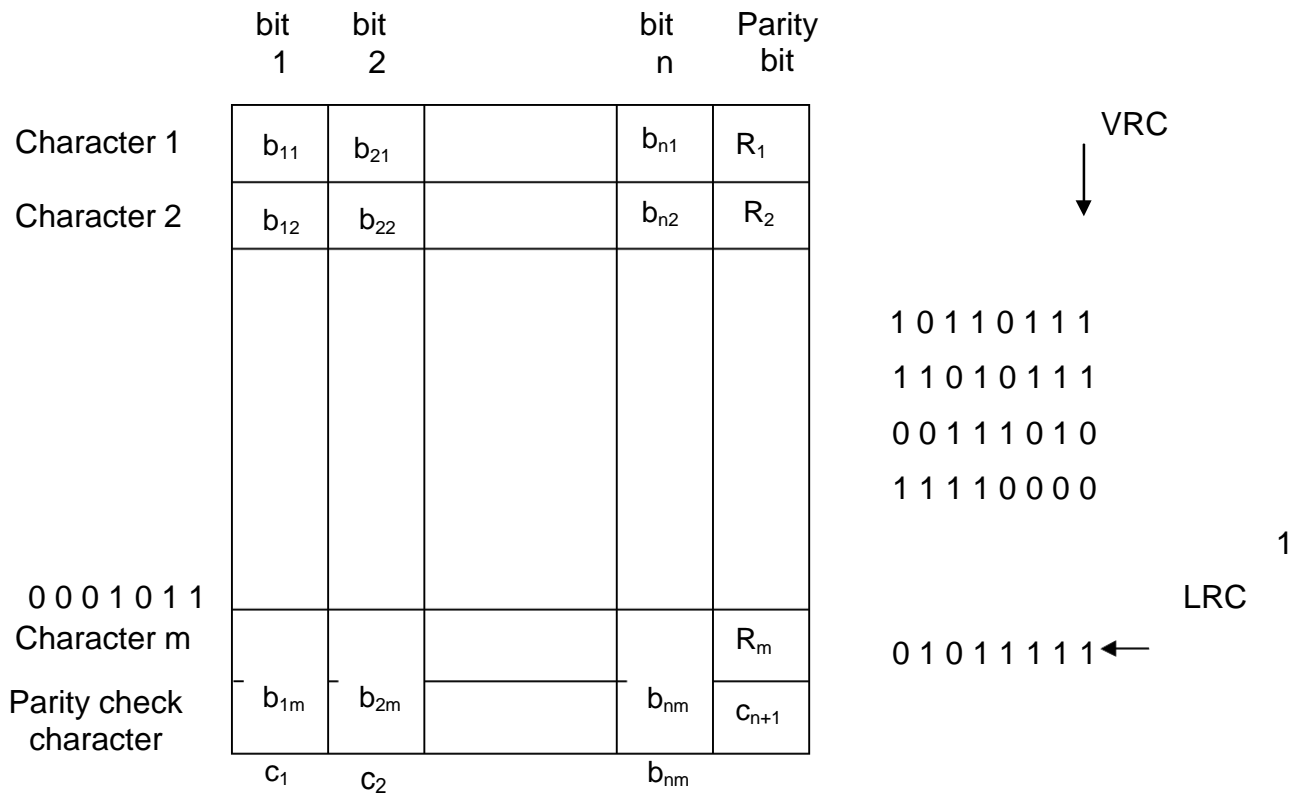 bit bit bit Parity
1 2 n bit
VRC
Character 1 b₁₁ b₂₁ bₙ₁ R₁
Character 2 b₁₂ b₂₂ bₙ₂ R₂
1 0 1 1 0 1 1 1
1 1 0 1 0 1 1 1
0 0 1 1 1 0 1 0
1 1 1 1 0 0 0 0
1
0 0 0 1 0 1 1
LRC
Character m Rₘ
0 1 0 1 1 1 1 1
Parity check b₁ₘ b₂ₘ bₙₘ cₙ₊₁
character
c₁ c₂ bₙₘ